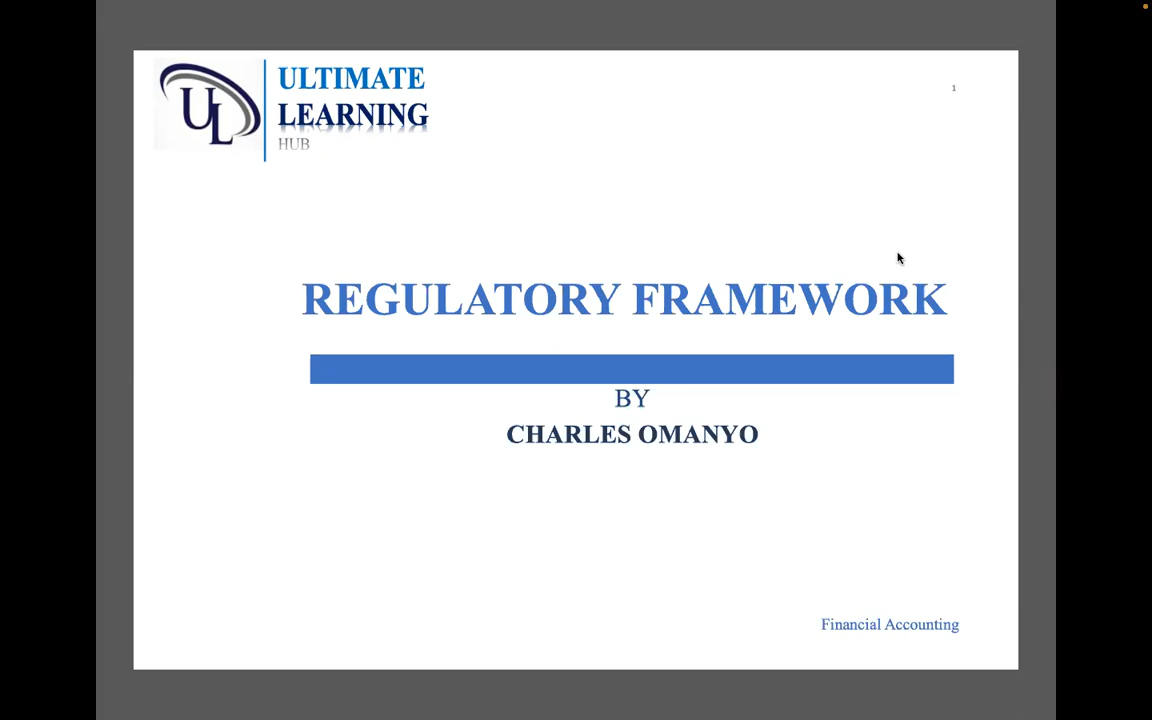 UL
ULTIMATE
LEARNING
HUB
1
REGULATORY FRAMEWORK
BY
CHARLES OMANYO
Financial Accounting